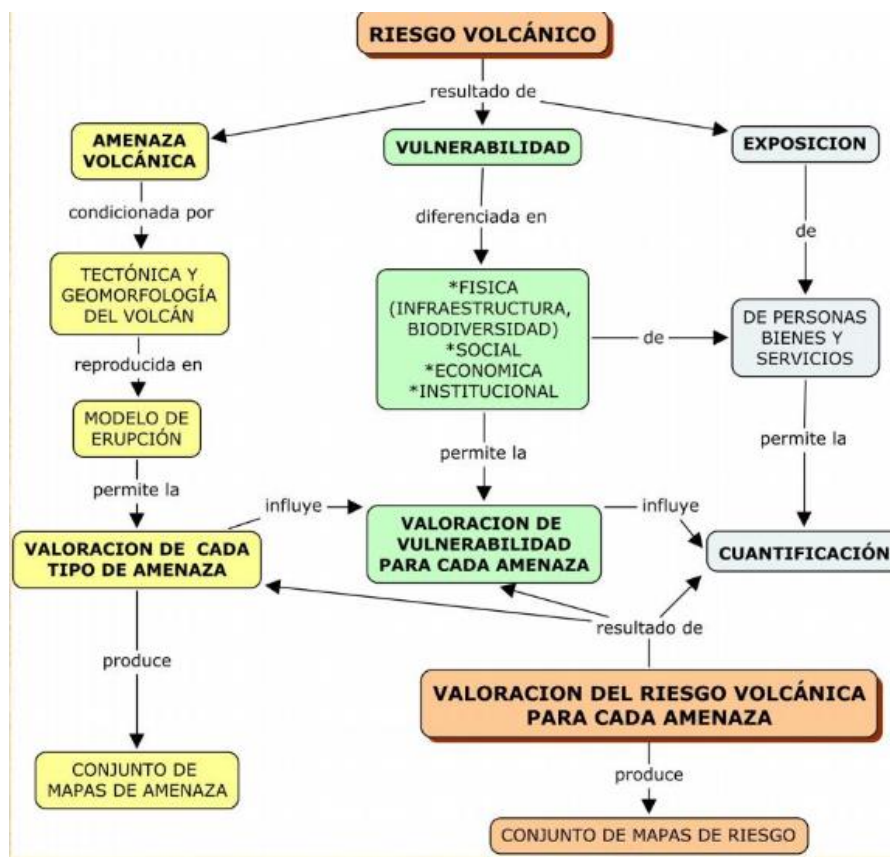 RIESGO VOLCÁNICO
resultado de
AMENAZA
VOLCÁNICA
VULNERABILIDAD
EXPOSICION
condicionada por
diferenciada en
de
TECTÓNICA Y
GEOMORFOLOGÍA
DEL VOLCÁN
*FISICA
(INFRAESTRUCTURA,
BIODIVERSIDAD)
*SOCIAL
*ECONOMICA
*INSTITUCIONAL
de
DE PERSONAS
BIENES Y
SERVICIOS
reproducida en
MODELO DE
ERUPCIÓN
permite la
permite la
permite la
influye
influye
VALORACION DE CADA
TIPO DE AMENAZA
VALORACION DE
VULNERABILIDAD
PARA CADA AMENAZA
CUANTIFICACIÓN
resultado de
produce
VALORACION DEL RIESGO VOLCÁNICA
PARA CADA AMENAZA
CONJUNTO DE
MAPAS DE AMENAZA
produce
CONJUNTO DE MAPAS DE RIESGO